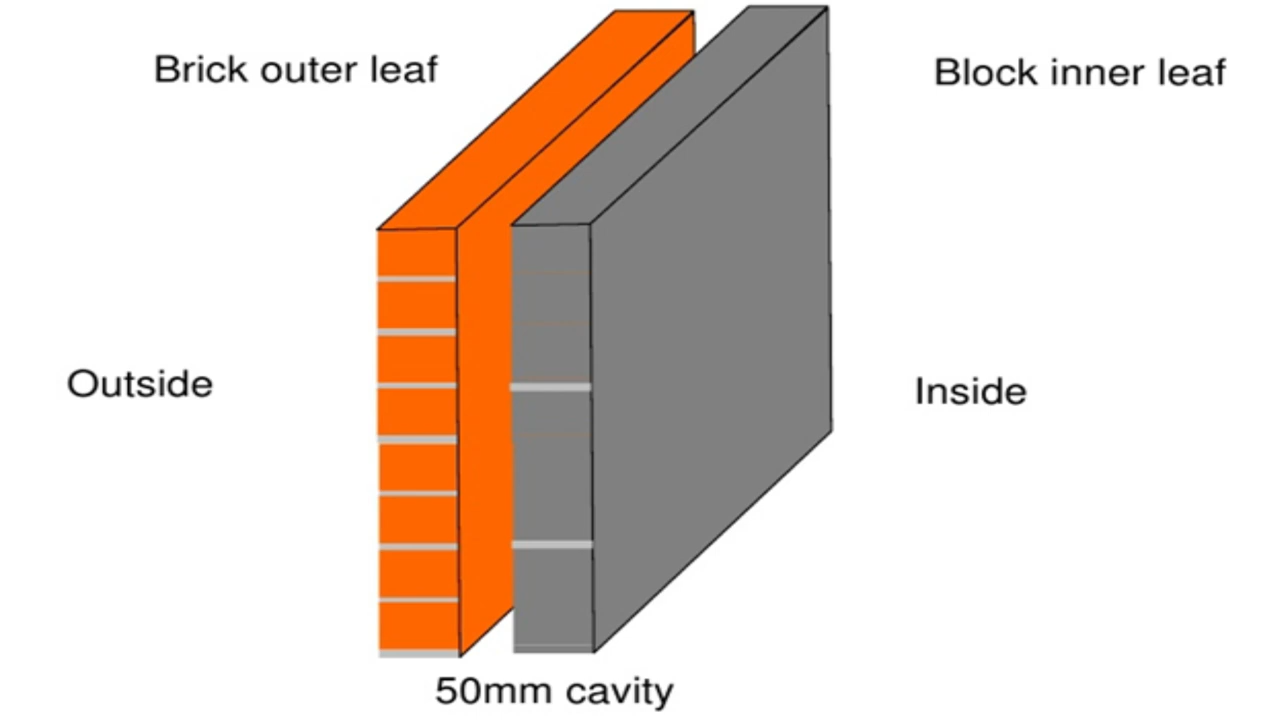 Brick outer leaf
Block inner leaf
Outside
Inside
50mm cavity